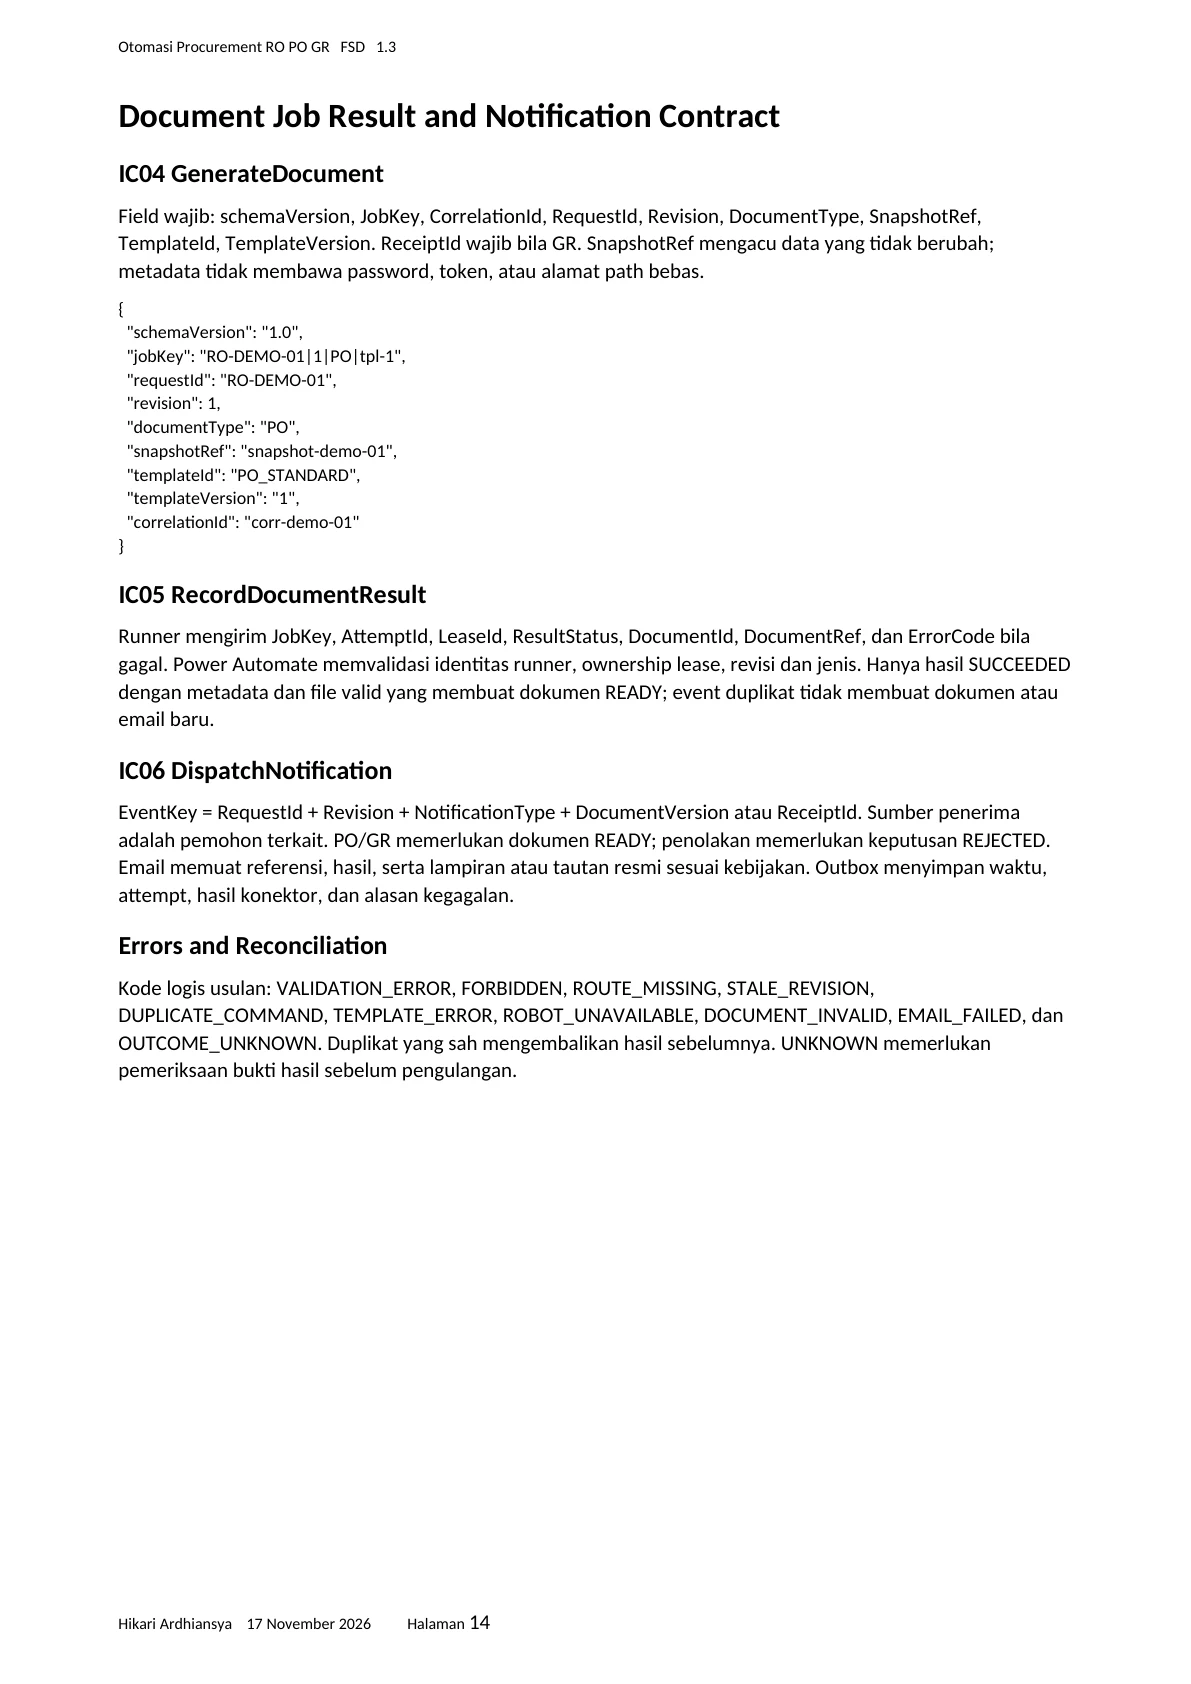 Otomasi Procurement RO PO GR   FSD   1.3
Document Job Result and Notification Contract
IC04 GenerateDocument
Field wajib: schemaVersion, JobKey, CorrelationId, RequestId, Revision, DocumentType, SnapshotRef,
TemplateId, TemplateVersion. ReceiptId wajib bila GR. SnapshotRef mengacu data yang tidak berubah;
metadata tidak membawa password, token, atau alamat path bebas.
{
  "schemaVersion": "1.0",
  "jobKey": "RO-DEMO-01|1|PO|tpl-1",
  "requestId": "RO-DEMO-01",
  "revision": 1,
  "documentType": "PO",
  "snapshotRef": "snapshot-demo-01",
  "templateId": "PO_STANDARD",
  "templateVersion": "1",
  "correlationId": "corr-demo-01"
}
IC05 RecordDocumentResult
Runner mengirim JobKey, AttemptId, LeaseId, ResultStatus, DocumentId, DocumentRef, dan ErrorCode bila
gagal. Power Automate memvalidasi identitas runner, ownership lease, revisi dan jenis. Hanya hasil SUCCEEDED
dengan metadata dan file valid yang membuat dokumen READY; event duplikat tidak membuat dokumen atau
email baru.
IC06 DispatchNotification
EventKey = RequestId + Revision + NotificationType + DocumentVersion atau ReceiptId. Sumber penerima
adalah pemohon terkait. PO/GR memerlukan dokumen READY; penolakan memerlukan keputusan REJECTED.
Email memuat referensi, hasil, serta lampiran atau tautan resmi sesuai kebijakan. Outbox menyimpan waktu,
attempt, hasil konektor, dan alasan kegagalan.
Errors and Reconciliation
Kode logis usulan: VALIDATION_ERROR, FORBIDDEN, ROUTE_MISSING, STALE_REVISION,
DUPLICATE_COMMAND, TEMPLATE_ERROR, ROBOT_UNAVAILABLE, DOCUMENT_INVALID, EMAIL_FAILED, dan
OUTCOME_UNKNOWN. Duplikat yang sah mengembalikan hasil sebelumnya. UNKNOWN memerlukan
pemeriksaan bukti hasil sebelum pengulangan.
Hikari Ardhiansya    17 November 2026         Halaman 14